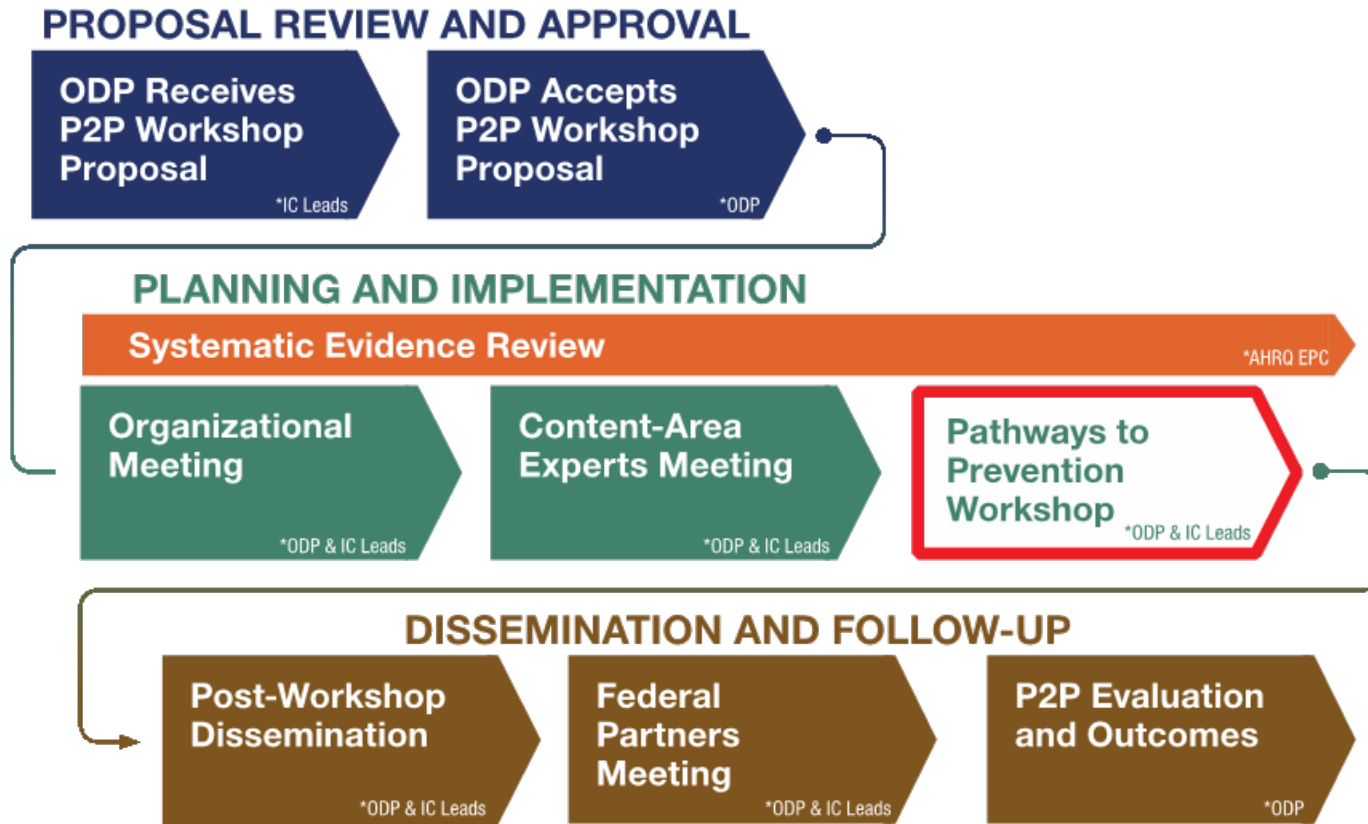 PROPOSAL REVIEW AND APPROVAL
ODP Receives
P2P Workshop
Proposal
*IC Leads
ODP Accepts
P2P Workshop
Proposal
*ODP
PLANNING AND IMPLEMENTATION
Systematic Evidence Review
*AHRQ EPC
Organizational
Meeting
*ODP & IC Leads
Content-Area
Experts Meeting
*ODP & IC Leads
Pathways to
Prevention
Workshop
*ODP & IC Leads
DISSEMINATION AND FOLLOW-UP
Post-Workshop
Dissemination
*ODP & IC Leads
Federal
Partners
Meeting
*ODP & IC Leads
P2P Evaluation
and Outcomes
*ODP